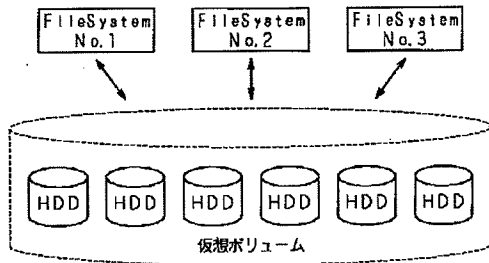 FileSystem No.1
FileSystem No.2
FileSystem No.3
HDD HDD HDD HDD HDD HDD
仮想ボリューム